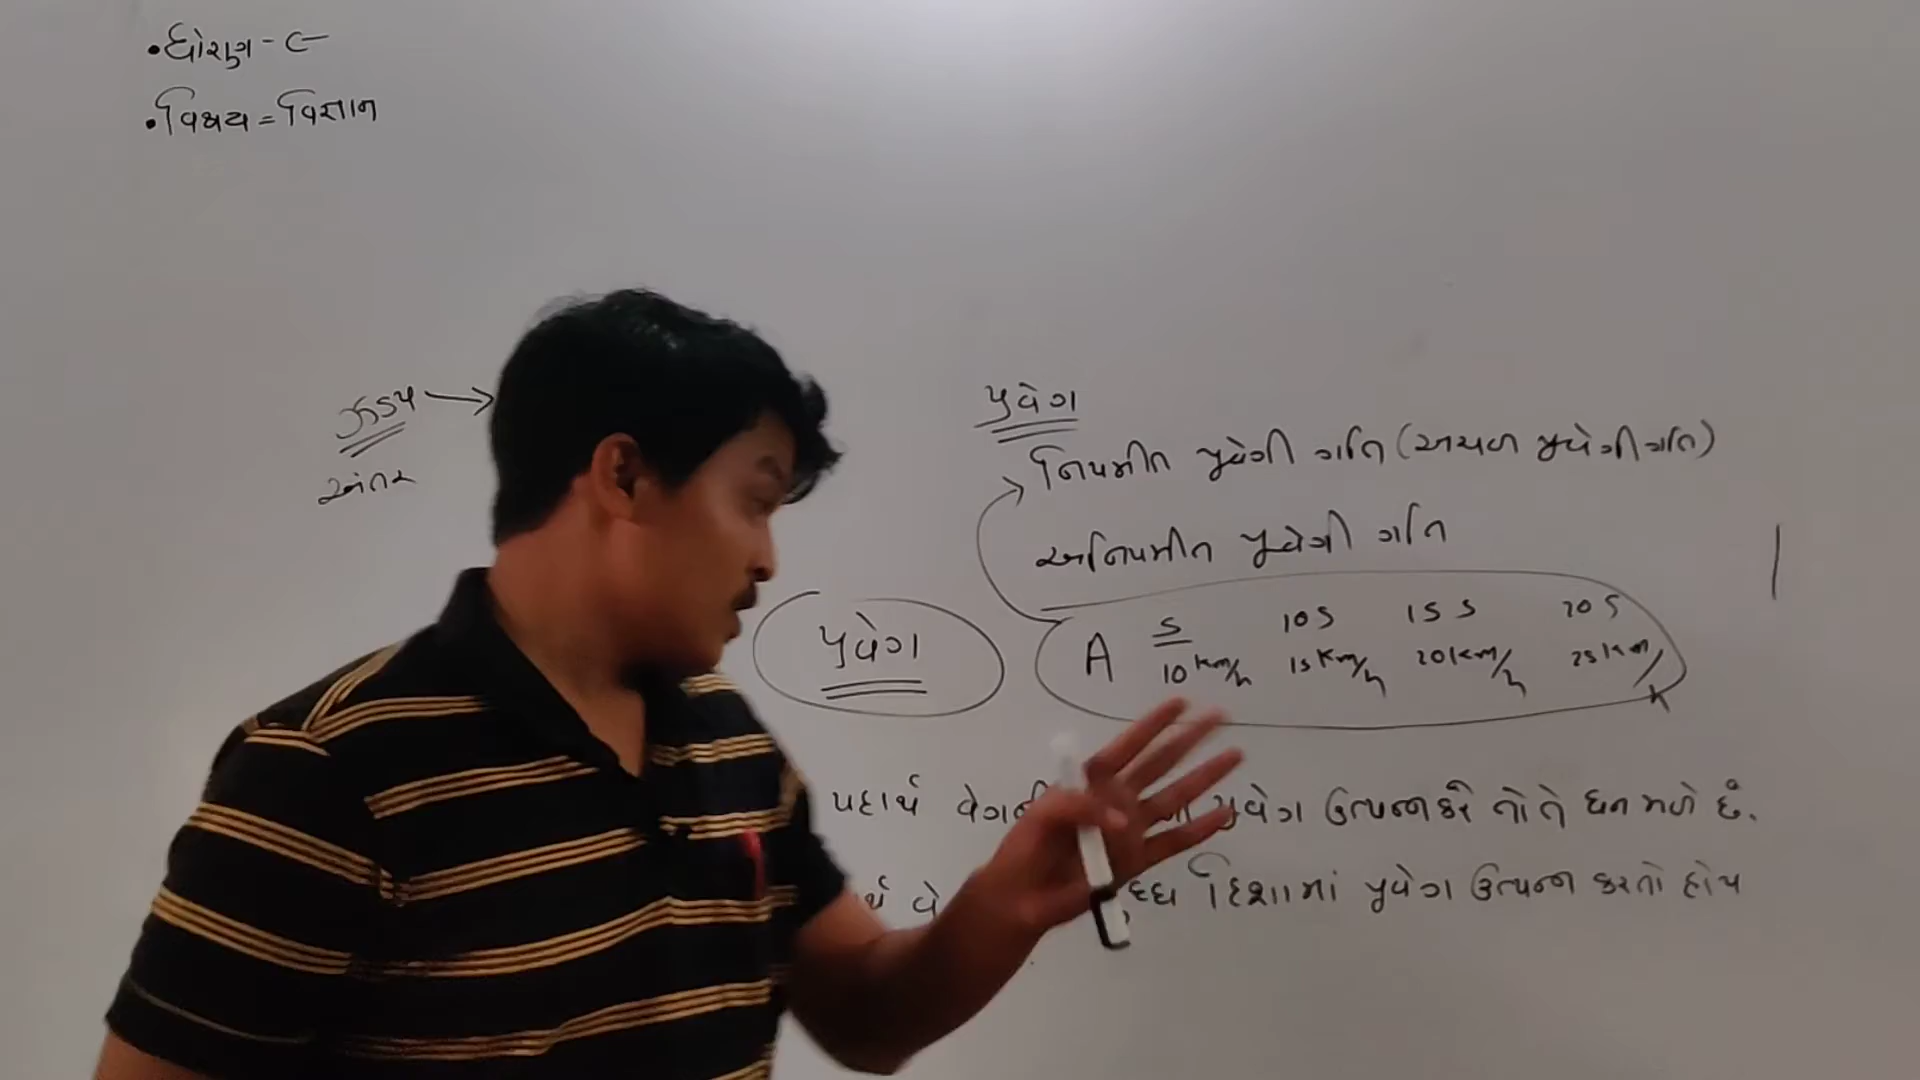 •ધોરણ - ૯
•વિષય = વિજ્ઞાન
ઝડપ →
અંતર
પ્રવેગ
નિયમીત પ્રવેગી ગતિ (અચળ પ્રવેગી ગતિ)
અનિયમીત પ્રવેગી ગતિ
પ્રવેગ
A 5 10 S 15 S 20 S
10 km/h 15 km/h 20 km/h 25 km/h
પદાર્થ પ્રવેગ ઉત્પન્ન કરે તો તે ધન મળે છે.
દિશામાં પ્રવેગ ઉત્પન્ન કરતો હોય